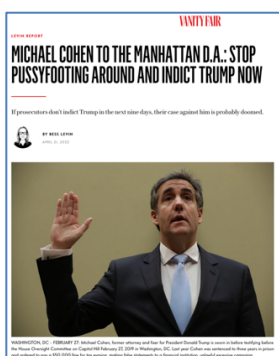 VANITY FAIR
LEVIN REPORT
MICHAEL COHEN TO THE MANHATTAN D.A.: STOP
PUSSYFOOTING AROUND AND INDICT TRUMP NOW
If prosecutors don't indict Trump in the next nine days, their case against him is probably doomed.
BY BESS LEVIN
APRIL 21, 2022
WASHINGTON, DC - FEBRUARY 27: Michael Cohen, former attorney and fixer for President Donald Trump is sworn in before testifying before
the House Oversight Committee on Capitol Hill February 27, 2019 in Washington, DC. Last year Cohen was sentenced to three years in prison